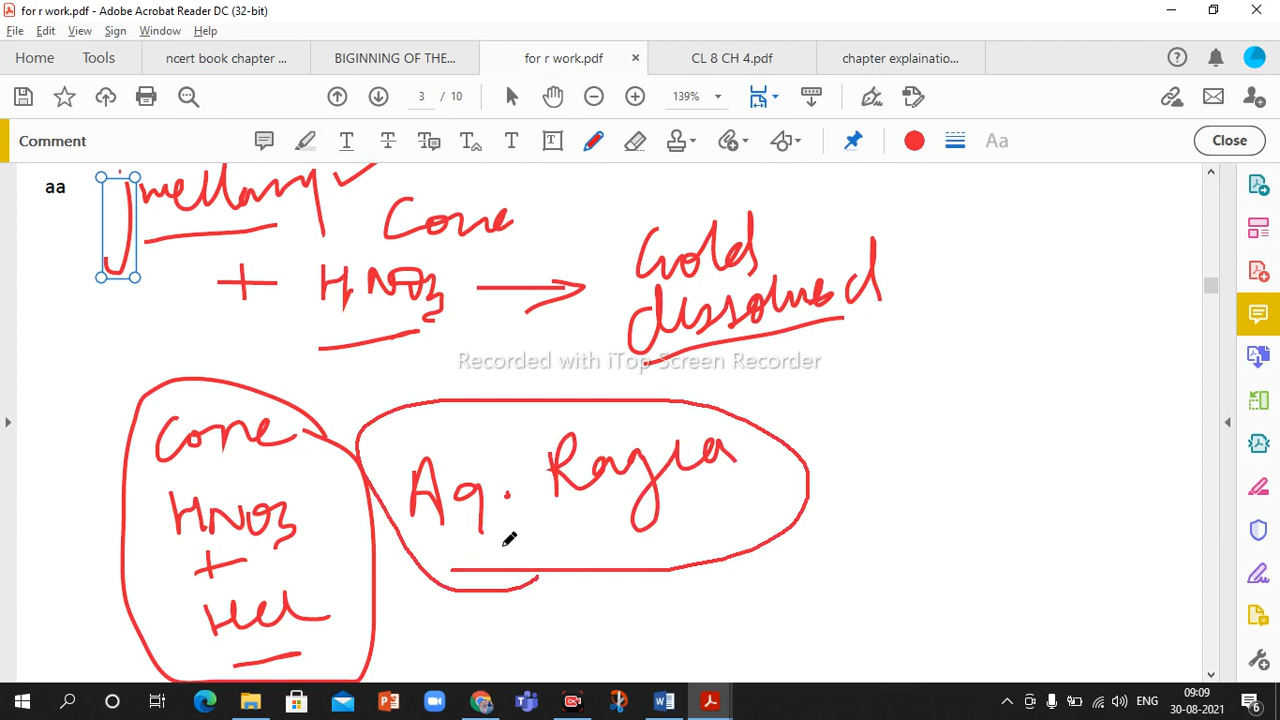 for r work.pdf - Adobe Acrobat Reader DC (32-bit)
File Edit View Sign Window Help
Home Tools ncert book chapter ... BIGINNING OF THE... for r work.pdf × CL 8 CH 4.pdf chapter explainatio...
3 / 10 139%
Comment Close
aa
Conc
+ HNO3 → Gold
dissolved
Recorded with iTop Screen Recorder
Conc
HNO3
+
HCl
Aq. Regia
ENG 09:09
30-08-2021 6